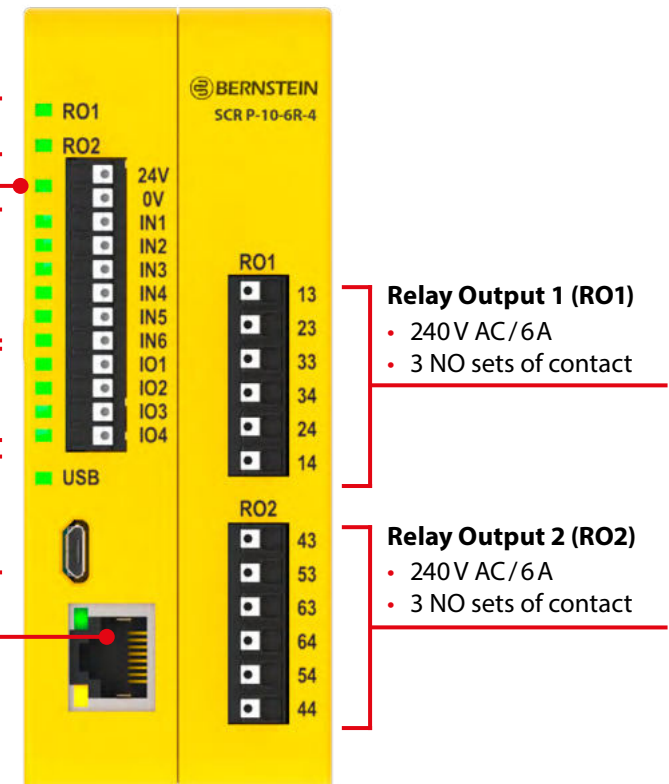 BERNSTEIN
SCR P-10-6R-4
RO1
RO2
24V
0V
IN1
IN2
IN3
IN4
IN5
IN6
IO1
IO2
IO3
IO4
USB
RO1
13
23
33
34
24
14
RO2
43
53
63
64
54
44
Relay Output 1 (RO1)
• 240 V AC / 6 A
• 3 NO sets of contact
Relay Output 2 (RO2)
• 240 V AC / 6 A
• 3 NO sets of contact